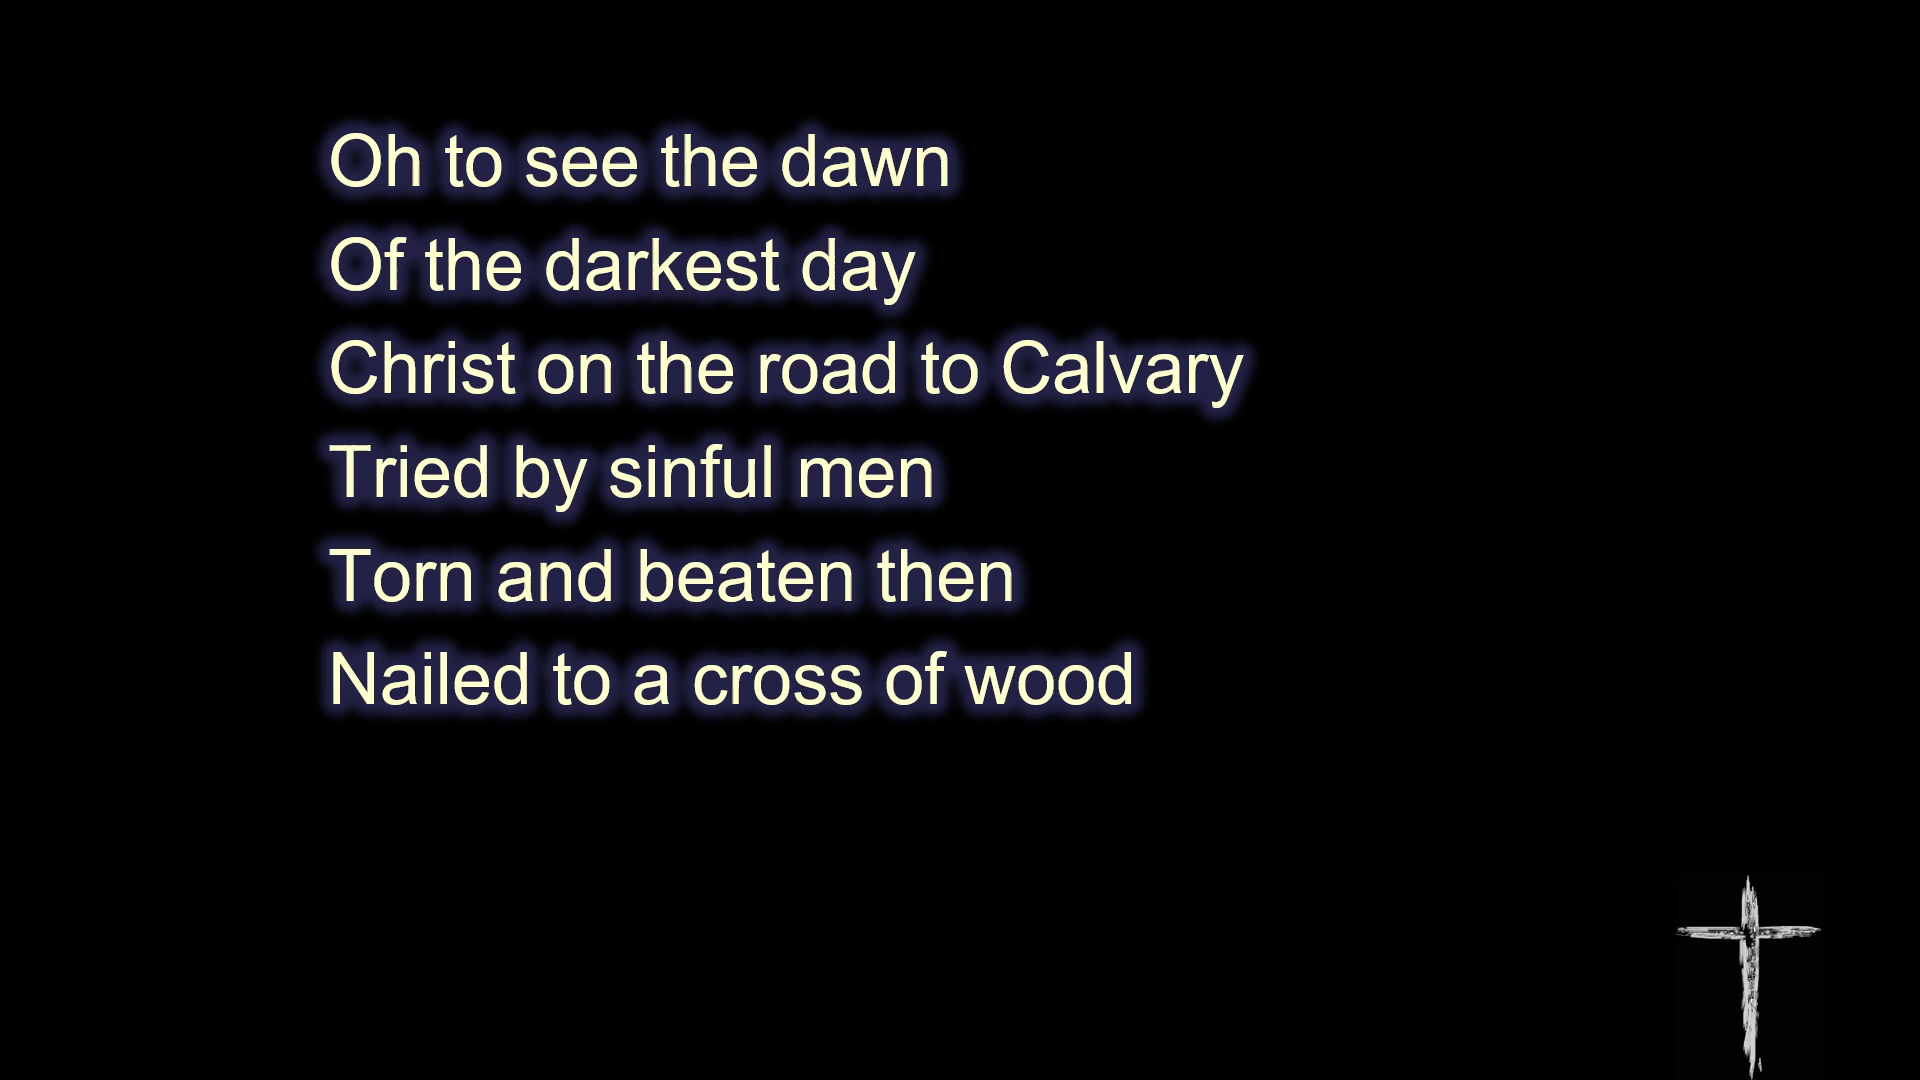 Oh to see the dawn
Of the darkest day
Christ on the road to Calvary
Tried by sinful men
Torn and beaten then
Nailed to a cross of wood